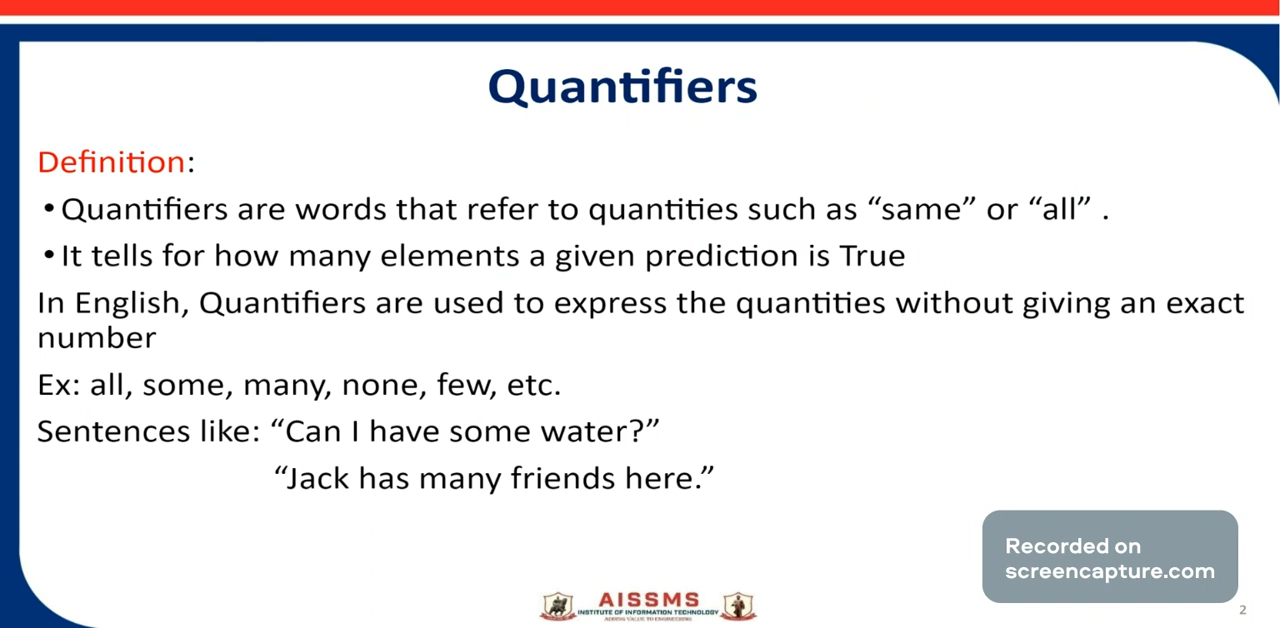 Quantifiers
Definition:
• Quantifiers are words that refer to quantities such as “same” or “all” .
• It tells for how many elements a given prediction is True
In English, Quantifiers are used to express the quantities without giving an exact
number
Ex: all, some, many, none, few, etc.
Sentences like: “Can I have some water?”
“Jack has many friends here.”
Recorded on
screencapture.com
AISSMS
INSTITUTE OF INFORMATION TECHNOLOGY
ADDING VALUE TO ENGINEERING
2